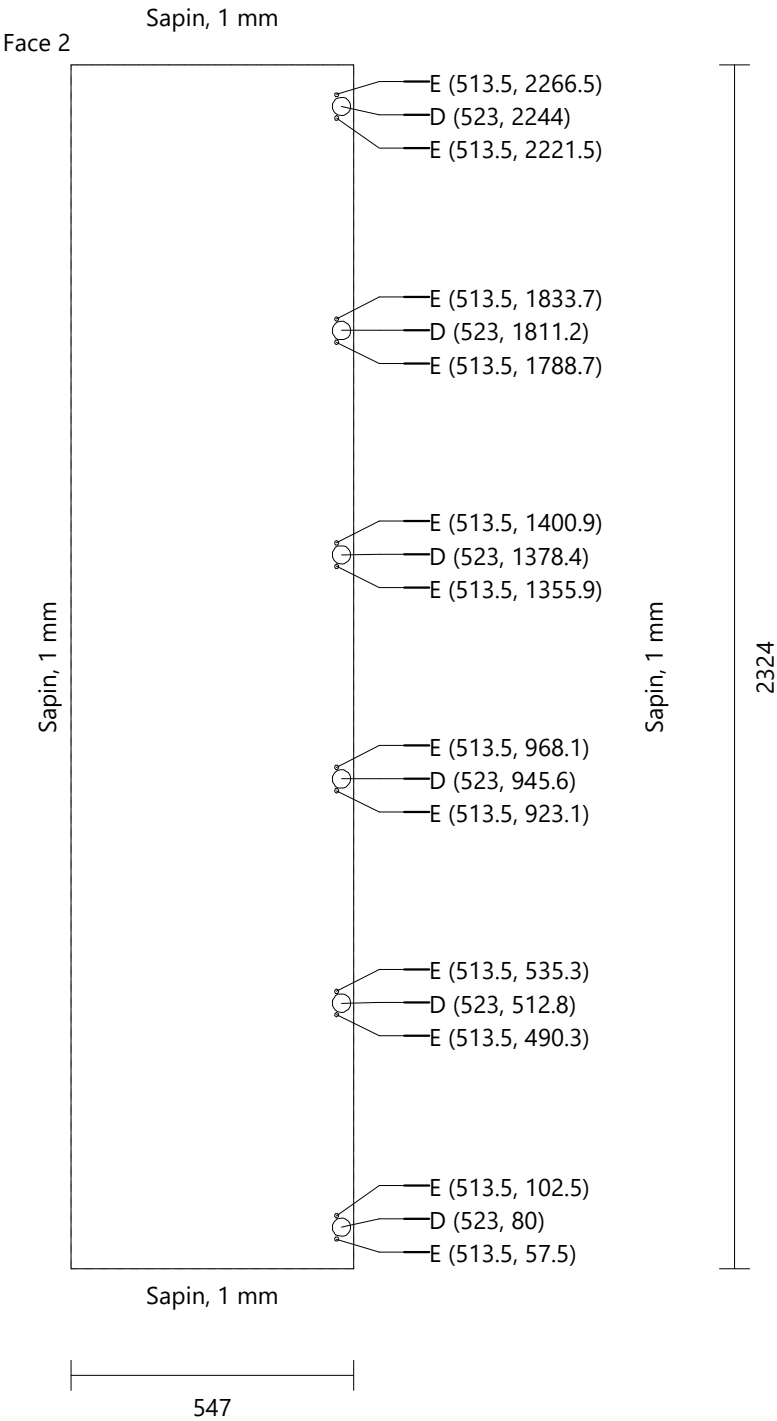 Sapin, 1 mm
Face 2
E (513.5, 2266.5)
D (523, 2244)
E (513.5, 2221.5)
E (513.5, 1833.7)
D (523, 1811.2)
E (513.5, 1788.7)
E (513.5, 1400.9)
D (523, 1378.4)
E (513.5, 1355.9)
Sapin, 1 mm
Sapin, 1 mm
2324
E (513.5, 968.1)
D (523, 945.6)
E (513.5, 923.1)
E (513.5, 535.3)
D (523, 512.8)
E (513.5, 490.3)
E (513.5, 102.5)
D (523, 80)
E (513.5, 57.5)
Sapin, 1 mm
547